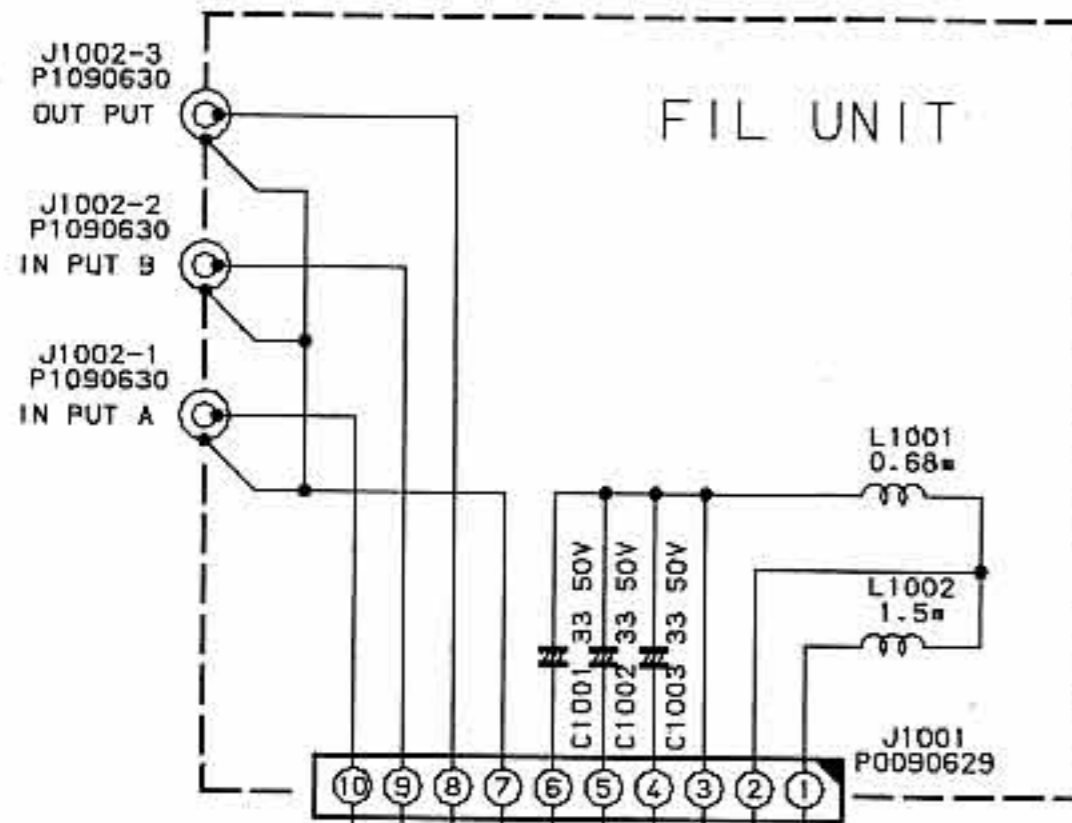 J1002-3
P1090630
OUT PUT
FIL UNIT
J1002-2
P1090630
IN PUT B
J1002-1
P1090630
IN PUT A
L1001
0.68m
L1002
1.5m
C1001 33 50V
C1002 33 50V
C1003 33 50V
J1001
P0090629
10 9 8 7 6 5 4 3 2 1